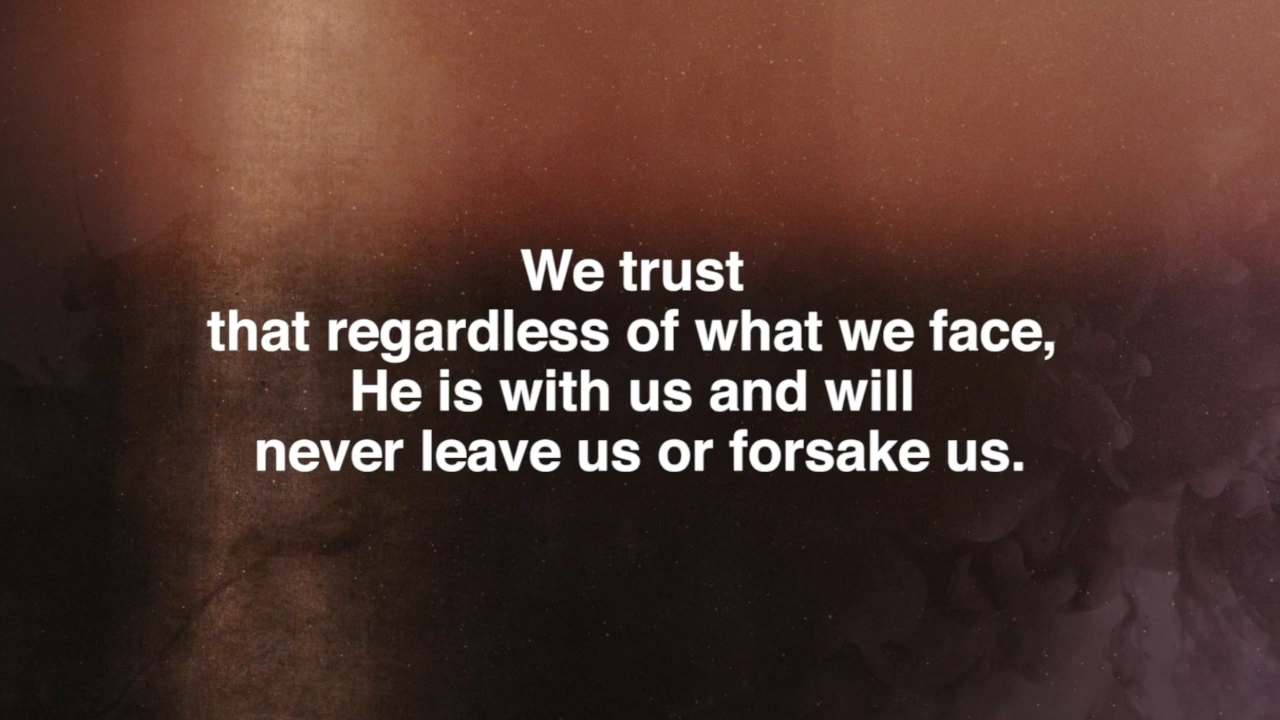 We trust
that regardless of what we face,
He is with us and will
never leave us or forsake us.